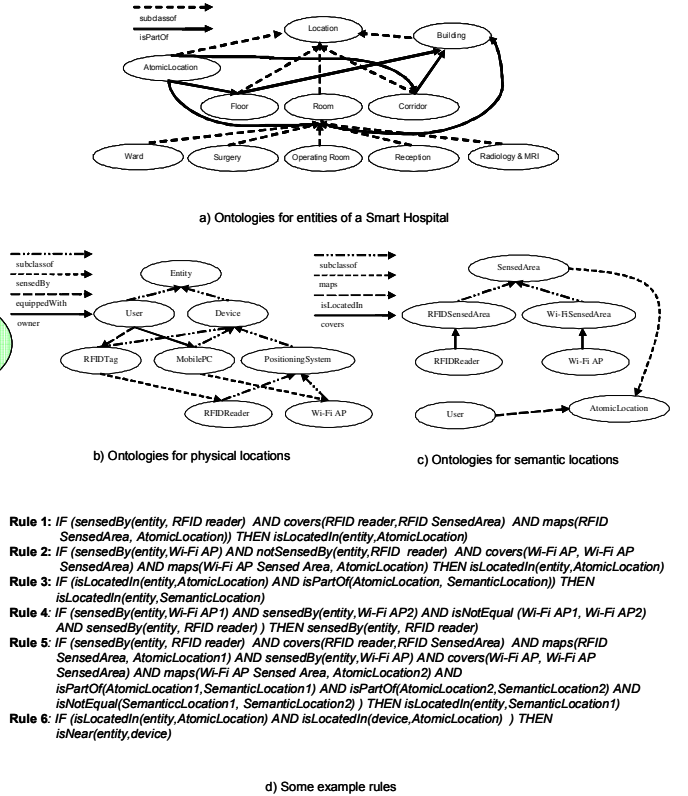 subclassof
isPartOf
Location
Building
AtomicLocation
Floor
Room
Corridor
Ward
Surgery
Operating Room
Reception
Radiology & MRI
a) Ontologies for entities of a Smart Hospital
subclassof
sensedBy
equippedWith
owner
Entity
User
Device
RFIDTag
MobilePC
PositioningSystem
RFIDReader
Wi-Fi AP
b) Ontologies for physical locations
subclassof
maps
isLocatedIn
covers
SensedArea
RFIDSensedArea
Wi-FiSensedArea
RFIDReader
Wi-Fi AP
User
AtomicLocation
c) Ontologies for semantic locations
Rule 1: IF (sensedBy(entity, RFID reader) AND covers(RFID reader,RFID SensedArea) AND maps(RFID
SensedArea, AtomicLocation)) THEN isLocatedIn(entity,AtomicLocation)
Rule 2: IF (sensedBy(entity,Wi-Fi AP) AND notSensedBy(entity,RFID reader) AND covers(Wi-Fi AP, Wi-Fi AP
SensedArea) AND maps(Wi-Fi AP Sensed Area, AtomicLocation) THEN isLocatedIn(entity,AtomicLocation)
Rule 3: IF (isLocatedIn(entity,AtomicLocation) AND isPartOf(AtomicLocation, SemanticLocation)) THEN
isLocatedIn(entity,SemanticLocation)
Rule 4: IF (sensedBy(entity,Wi-Fi AP1) AND sensedBy(entity,Wi-Fi AP2) AND isNotEqual (Wi-Fi AP1, Wi-Fi AP2)
AND sensedBy(entity, RFID reader) ) THEN sensedBy(entity, RFID reader)
Rule 5: IF (sensedBy(entity, RFID reader) AND covers(RFID reader,RFID SensedArea) AND maps(RFID
SensedArea, AtomicLocation1) AND sensedBy(entity,Wi-Fi AP) AND covers(Wi-Fi AP, Wi-Fi AP
SensedArea) AND maps(Wi-Fi AP Sensed Area, AtomicLocation2) AND
isPartOf(AtomicLocation1,SemanticLocation1) AND isPartOf(AtomicLocation2,SemanticLocation2) AND
isNotEqual(SemanticcLocation1, SemanticLocation2) ) THEN isLocatedIn(entity,SemanticLocation1)
Rule 6: IF (isLocatedIn(entity,AtomicLocation) AND isLocatedIn(device,AtomicLocation) ) THEN
isNear(entity,device)
d) Some example rules